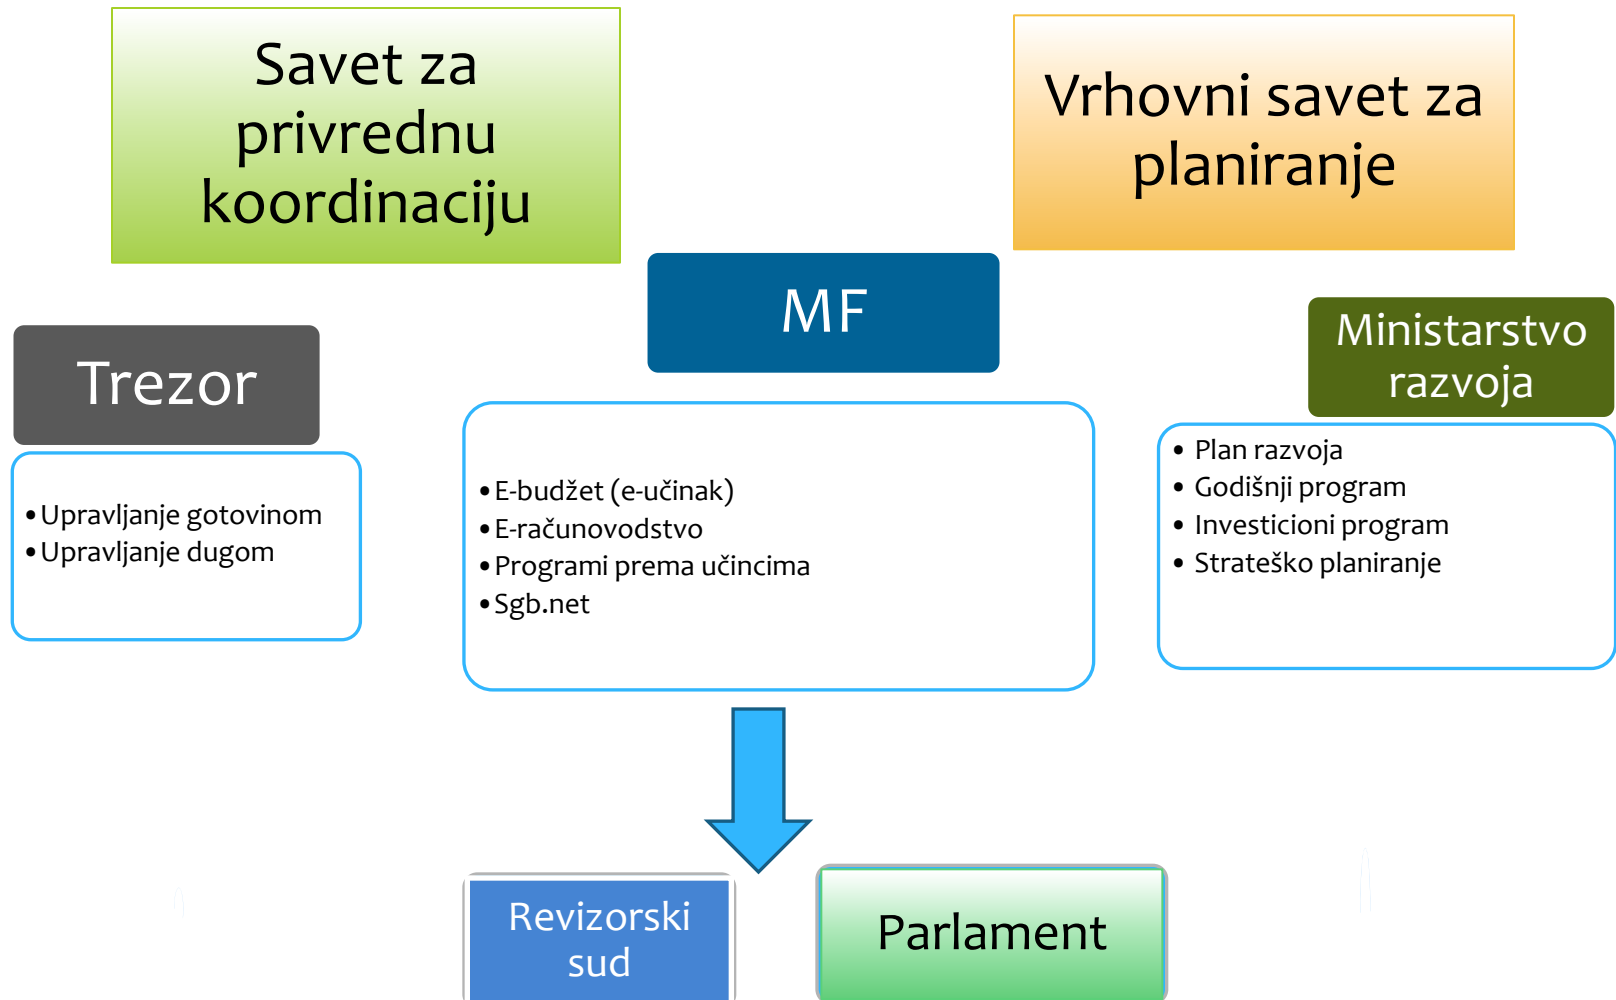 Savet za
privrednu
koordinaciju
Vrhovni savet za
planiranje
MF
Trezor
Ministarstvo
razvoja
•Upravljanje gotovinom
•Upravljanje dugom
•E-budžet (e-učinak)
•E-računovodstvo
•Programi prema učincima
•Sgb.net
• Plan razvoja
• Godišnji program
• Investicioni program
• Strateško planiranje
Revizorski
sud
Parlament